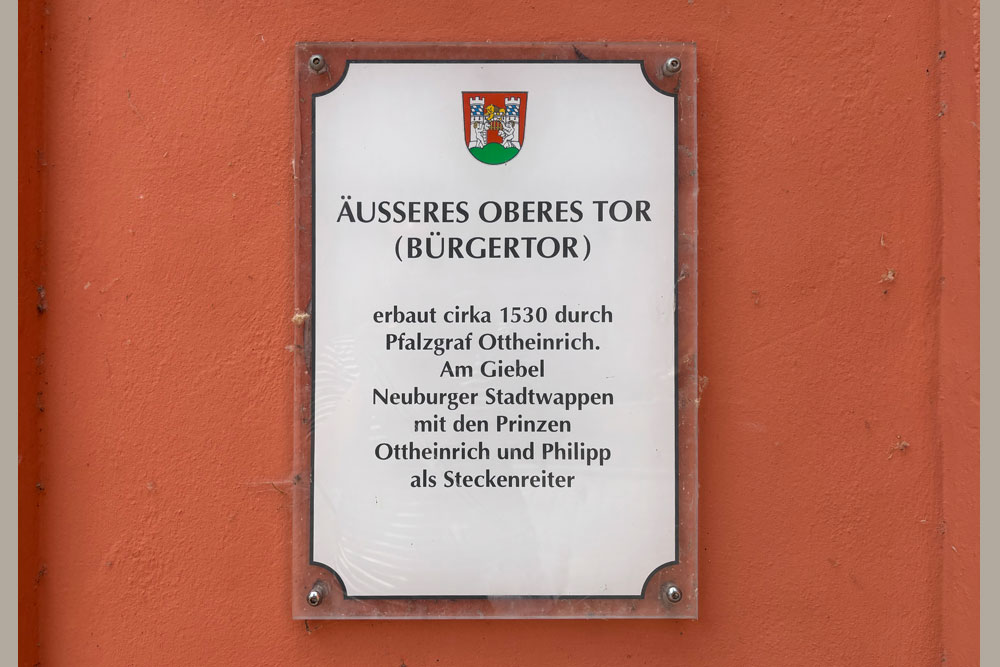 ÄUSSERES OBERES TOR
(BÜRGERTOR)
erbaut cirka 1530 durch
Pfalzgraf Ottheinrich.
Am Giebel
Neuburger Stadtwappen
mit den Prinzen
Ottheinrich und Philipp
als Steckenreiter